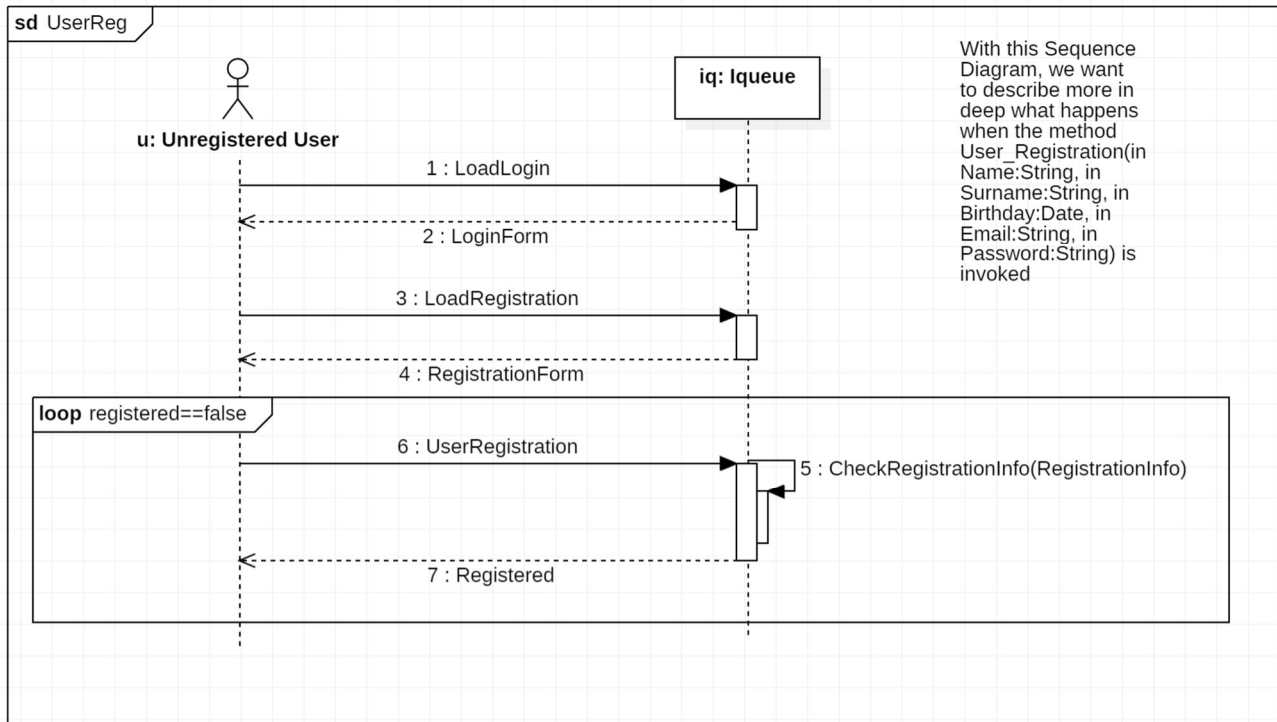 sd UserReg
iq: Iqueue
u: Unregistered User
With this Sequence
Diagram, we want
to describe more in
deep what happens
when the method
User_Registration(in
Name:String, in
Surname:String, in
Birthday:Date, in
Email:String, in
Password:String) is
invoked
1 : LoadLogin
2 : LoginForm
3 : LoadRegistration
4 : RegistrationForm
loop registered==false
6 : UserRegistration
5 : CheckRegistrationInfo(RegistrationInfo)
7 : Registered